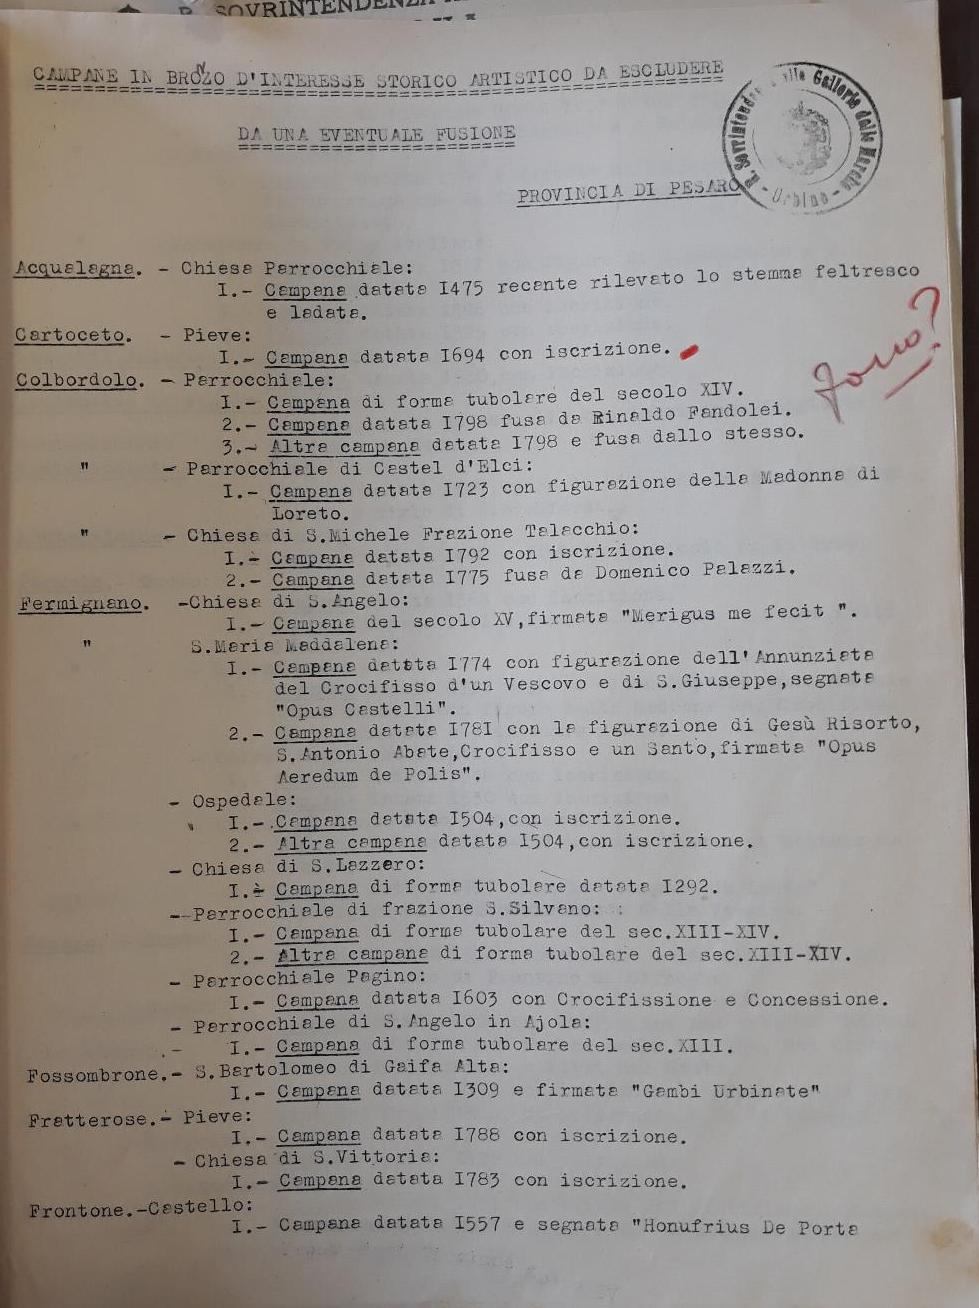 R. SOVRINTENDENZA
CAMPANE IN BRONZO D'INTERESSE STORICO ARTISTICO DA ESCLUDERE
DA UNA EVENTUALE FUSIONE
R. Sovrintendenza alle Gallerie delle Marche - Urbino -
PROVINCIA DI PESARO
Acqualagna. - Chiesa Parrocchiale:
I.- Campana datata I475 recante rilevato lo stemma feltresco
e ladata.
Cartoceto. - Pieve:
I.- Campana datata I694 con iscrizione.
Colbordolo. - Parrocchiale:
I.- Campana di forma tubolare del secolo XIV.
2.- Campana datata I798 fusa da Rinaldo Fandolei.
3.- Altra campana datata I798 e fusa dallo stesso.
" - Parrocchiale di Castel d'Elci:
I.- Campana datata I723 con figurazione della Madonna di
Loreto.
" - Chiesa di S.Michele Frazione Talacchio:
I.- Campana datata I792 con iscrizione.
2.- Campana datata I775 fusa da Domenico Palazzi.
Fermignano. -Chiesa di S.Angelo:
I.- Campana del secolo XV,firmata "Merigus me fecit ".
" S.Maria Maddalena:
I.- Campana datata I774 con figurazione dell'Annunziata
del Crocifisso d'un Vescovo e di S.Giuseppe,segnata
"Opus Castelli".
2.- Campana datata I78I con la figurazione di Gesù Risorto,
S.Antonio Abate,Crocifisso e un Santo,firmata "Opus
Aeredum de Polis".
- Ospedale:
I.- Campana datata I504,con iscrizione.
2.- Altra campana datata I504,con iscrizione.
- Chiesa di S.Lazzero:
I.- Campana di forma tubolare datata I292.
--Parrocchiale di frazione S.Silvano: :
I.- Campana di forma tubolare del sec.XIII-XIV.
2.- Altra campana di forma tubolare del sec.XIII-XIV.
- Parrocchiale Pagino:
I.- Campana datata I603 con Crocifissione e Concessione.
- Parrocchiale di S.Angelo in Ajola:
I.- Campana di forma tubolare del sec.XIII.
Fossombrone.- S.Bartolomeo di Gaifa Alta:
I.- Campana datata I309 e firmata "Gambi Urbinate"
Fratterosa.- Pieve:
I.- Campana datata I788 con iscrizione.
- Chiesa di S.Vittoria:
I.- Campana datata I783 con iscrizione.
Frontone.-Castello:
I.- Campana datata I557 e segnata "Honufrius De Porta